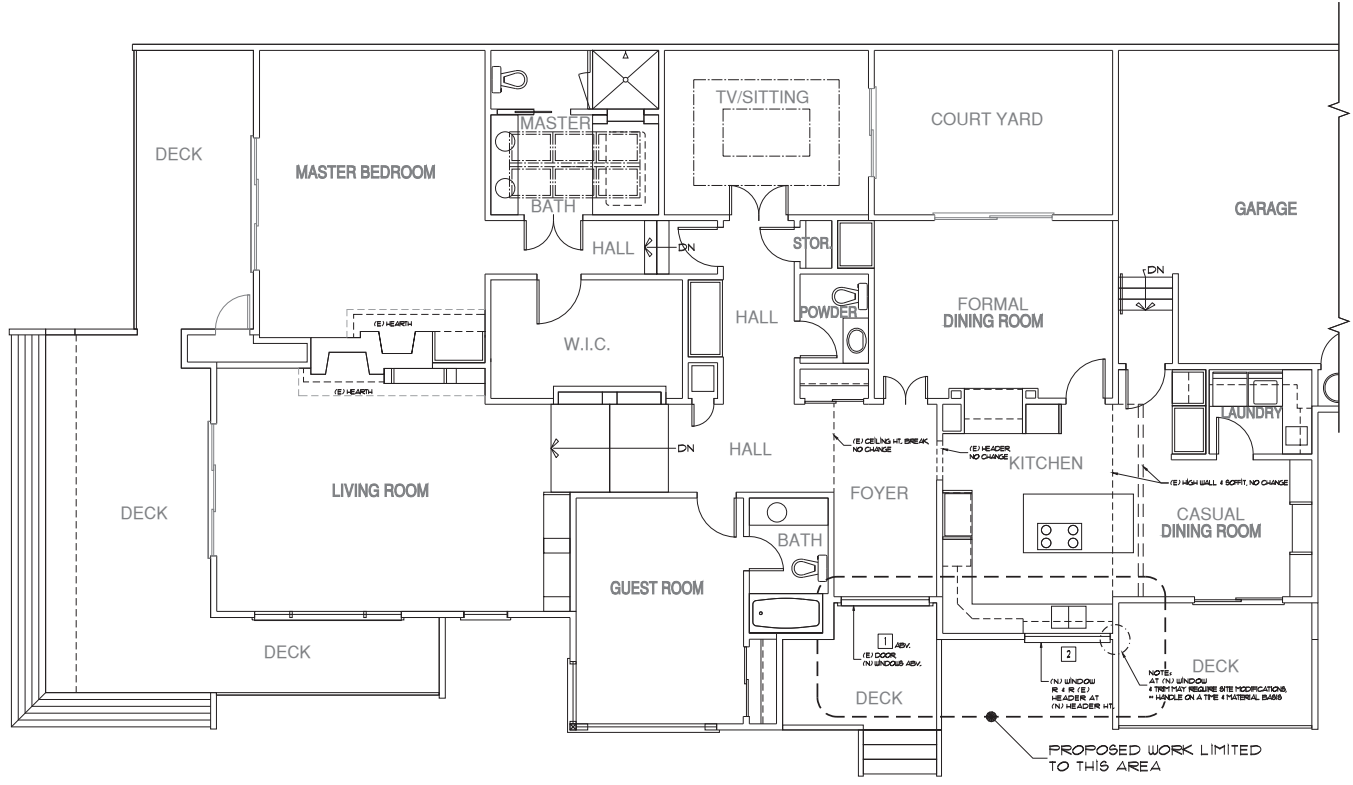 TV/SITTING
COURT YARD
MASTER
DECK
MASTER BEDROOM
BATH
GARAGE
HALL
DN
STOR.
DN
(E) HEARTH
POWDER
HALL
FORMAL
DINING ROOM
W.I.C.
(E) HEARTH
LAUNDRY
DN
HALL
(E) CEILING HT. BREAK,
NO CHANGE
(E) HEADER
NO CHANGE
KITCHEN
(E) HIGH WALL & SOFFIT, NO CHANGE
LIVING ROOM
FOYER
DECK
CASUAL
DINING ROOM
BATH
GUEST ROOM
DECK
1 ABV.
(E) DOOR,
(N) WINDOWS ABV.
2
DECK
DECK
(N) WINDOW
R & R (E)
HEADER AT
(N) HEADER HT.
NOTE:
AT (N) WINDOW
& TRIM MAY REQUIRE SITE MODIFICATIONS,
HANDLE ON A TIME & MATERIAL BASIS
PROPOSED WORK LIMITED
TO THIS AREA